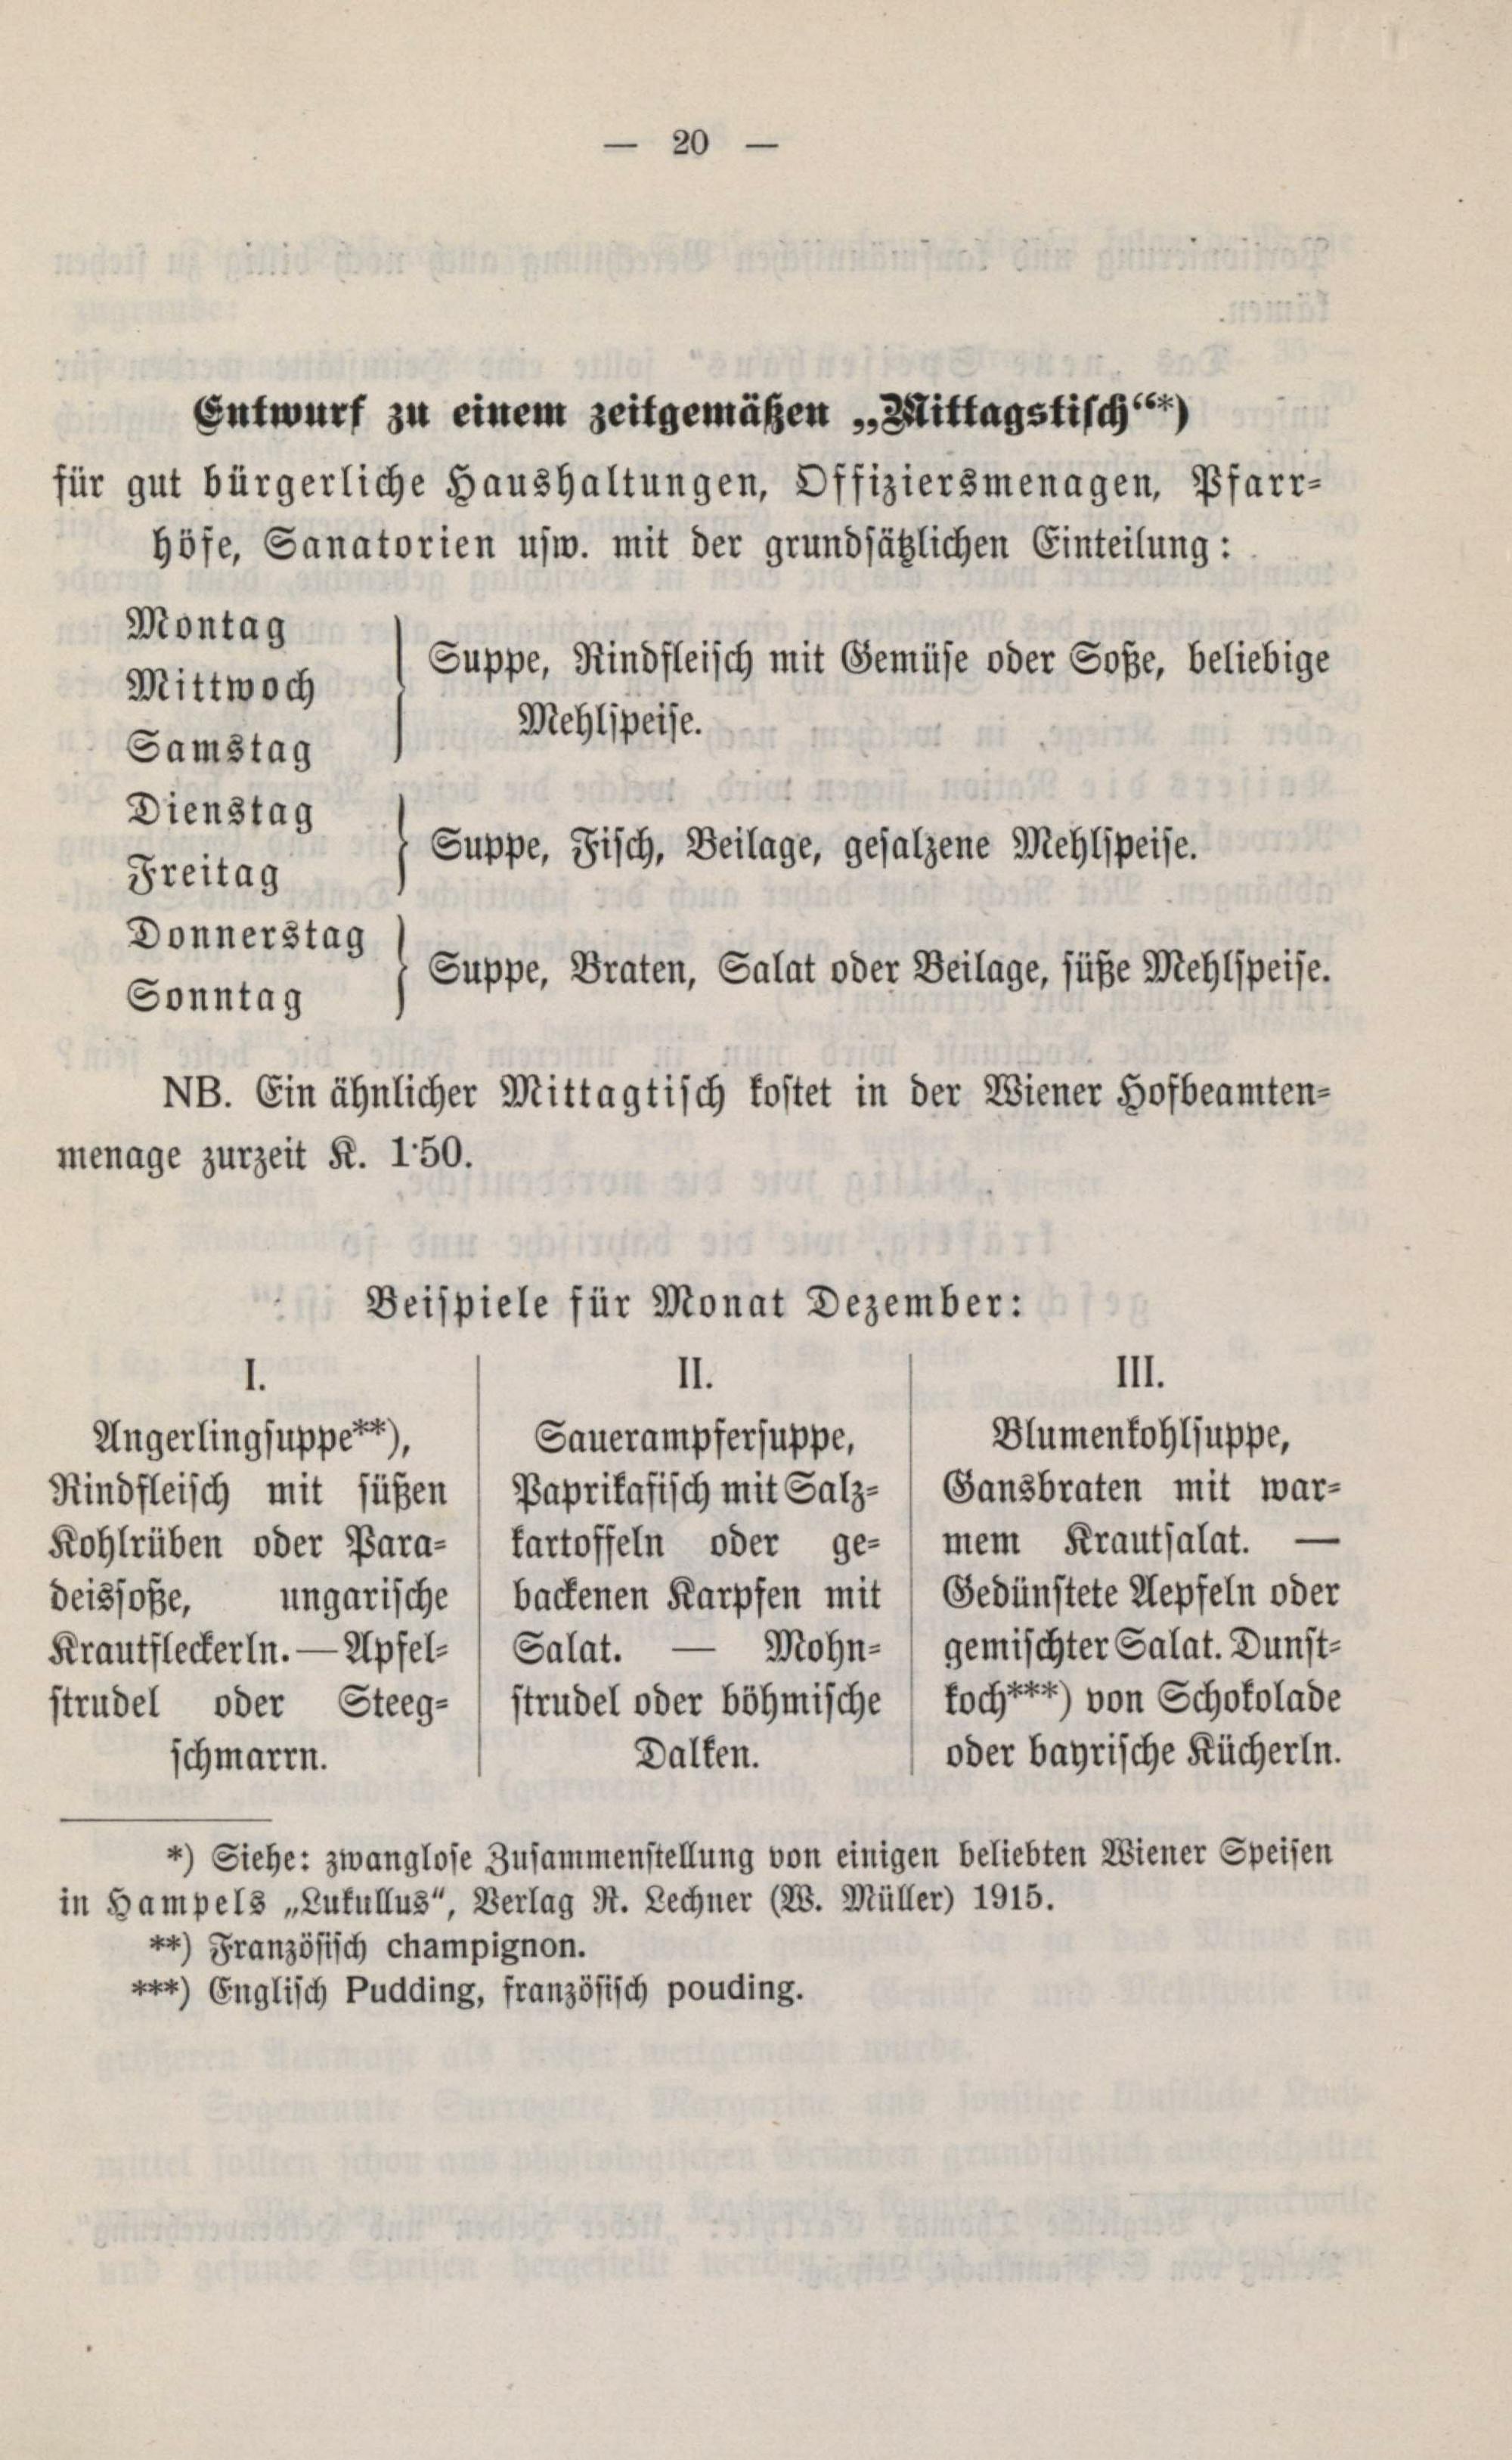 — 20 —
Entwurf zu einem zeitgemäßen „Mittagstisch“*)
für gut bürgerliche Haushaltungen, Offiziersmenagen, Pfarr-
höfe, Sanatorien usw. mit der grundsätzlichen Einteilung:
Montag
Mittwoch
Samstag
Suppe, Rindfleisch mit Gemüse oder Soße, beliebige
Mehlspeise.
Dienstag
Freitag
Suppe, Fisch, Beilage, gesalzene Mehlspeise.
Donnerstag
Sonntag
Suppe, Braten, Salat oder Beilage, süße Mehlspeise.
NB. Ein ähnlicher Mittagtisch kostet in der Wiener Hofbeamten-
menage zurzeit K. 1·50.
Beispiele für Monat Dezember:
I.
Angerlingsuppe**),
Rindfleisch mit süßen
Kohlrüben oder Para-
deissoße, ungarische
Krautfleckerln. — Apfel-
strudel oder Steeg-
schmarrn.
II.
Sauerampfersuppe,
Paprikafisch mit Salz-
kartoffeln oder ge-
backenen Karpfen mit
Salat. — Mohn-
strudel oder böhmische
Dalken.
III.
Blumenkohlsuppe,
Gansbraten mit war-
mem Krautsalat. —
Gedünstete Aepfeln oder
gemischter Salat. Dunst-
koch***) von Schokolade
oder bayrische Kücherln.
*) Siehe: zwanglose Zusammenstellung von einigen beliebten Wiener Speisen
in Hampels „Lukullus“, Verlag R. Lechner (W. Müller) 1915.
**) Französisch champignon.
***) Englisch Pudding, französisch pouding.